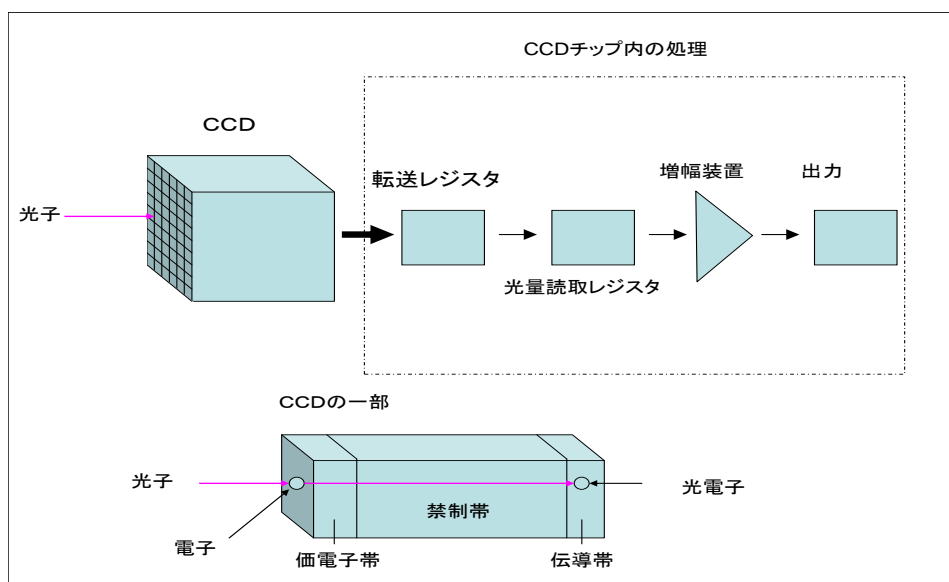 CCDチップ内の処理
CCD
増幅装置
出力
転送レジスタ
光子
光量読取レジスタ
CCDの一部
光子
光電子
禁制帯
電子
価電子帯
伝導帯